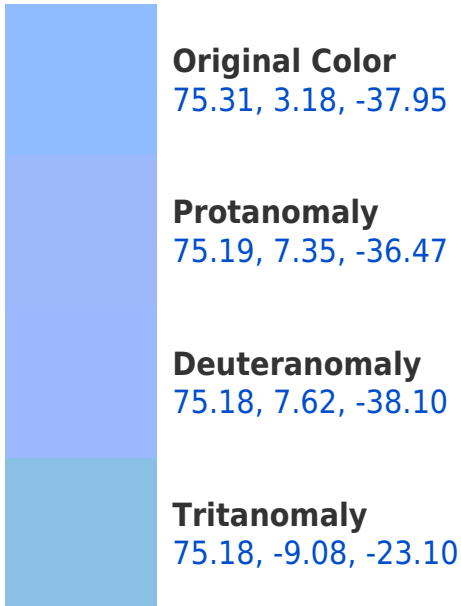 Original Color
75.31, 3.18, -37.95
Protanomaly
75.19, 7.35, -36.47
Deuteranomaly
75.18, 7.62, -38.10
Tritanomaly
75.18, -9.08, -23.10